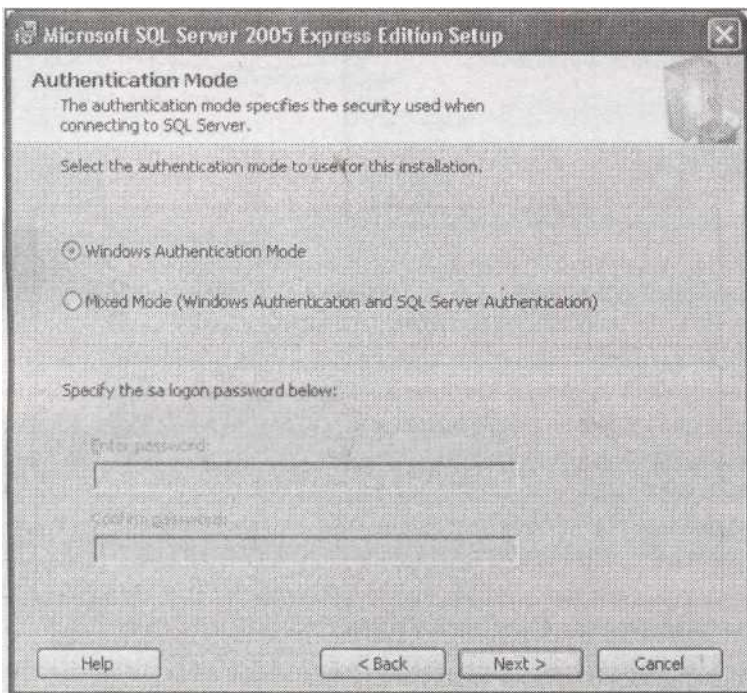 Microsoft SQL Server 2005 Express Edition Setup
Authentication Mode
The authentication mode specifies the security used when
connecting to SQL Server.
Select the authentication mode to use for this installation.
Windows Authentication Mode
Mixed Mode (Windows Authentication and SQL Server Authentication)
Specify the sa logon password below:
Enter password:
Confirm password:
Help
< Back
Next >
Cancel